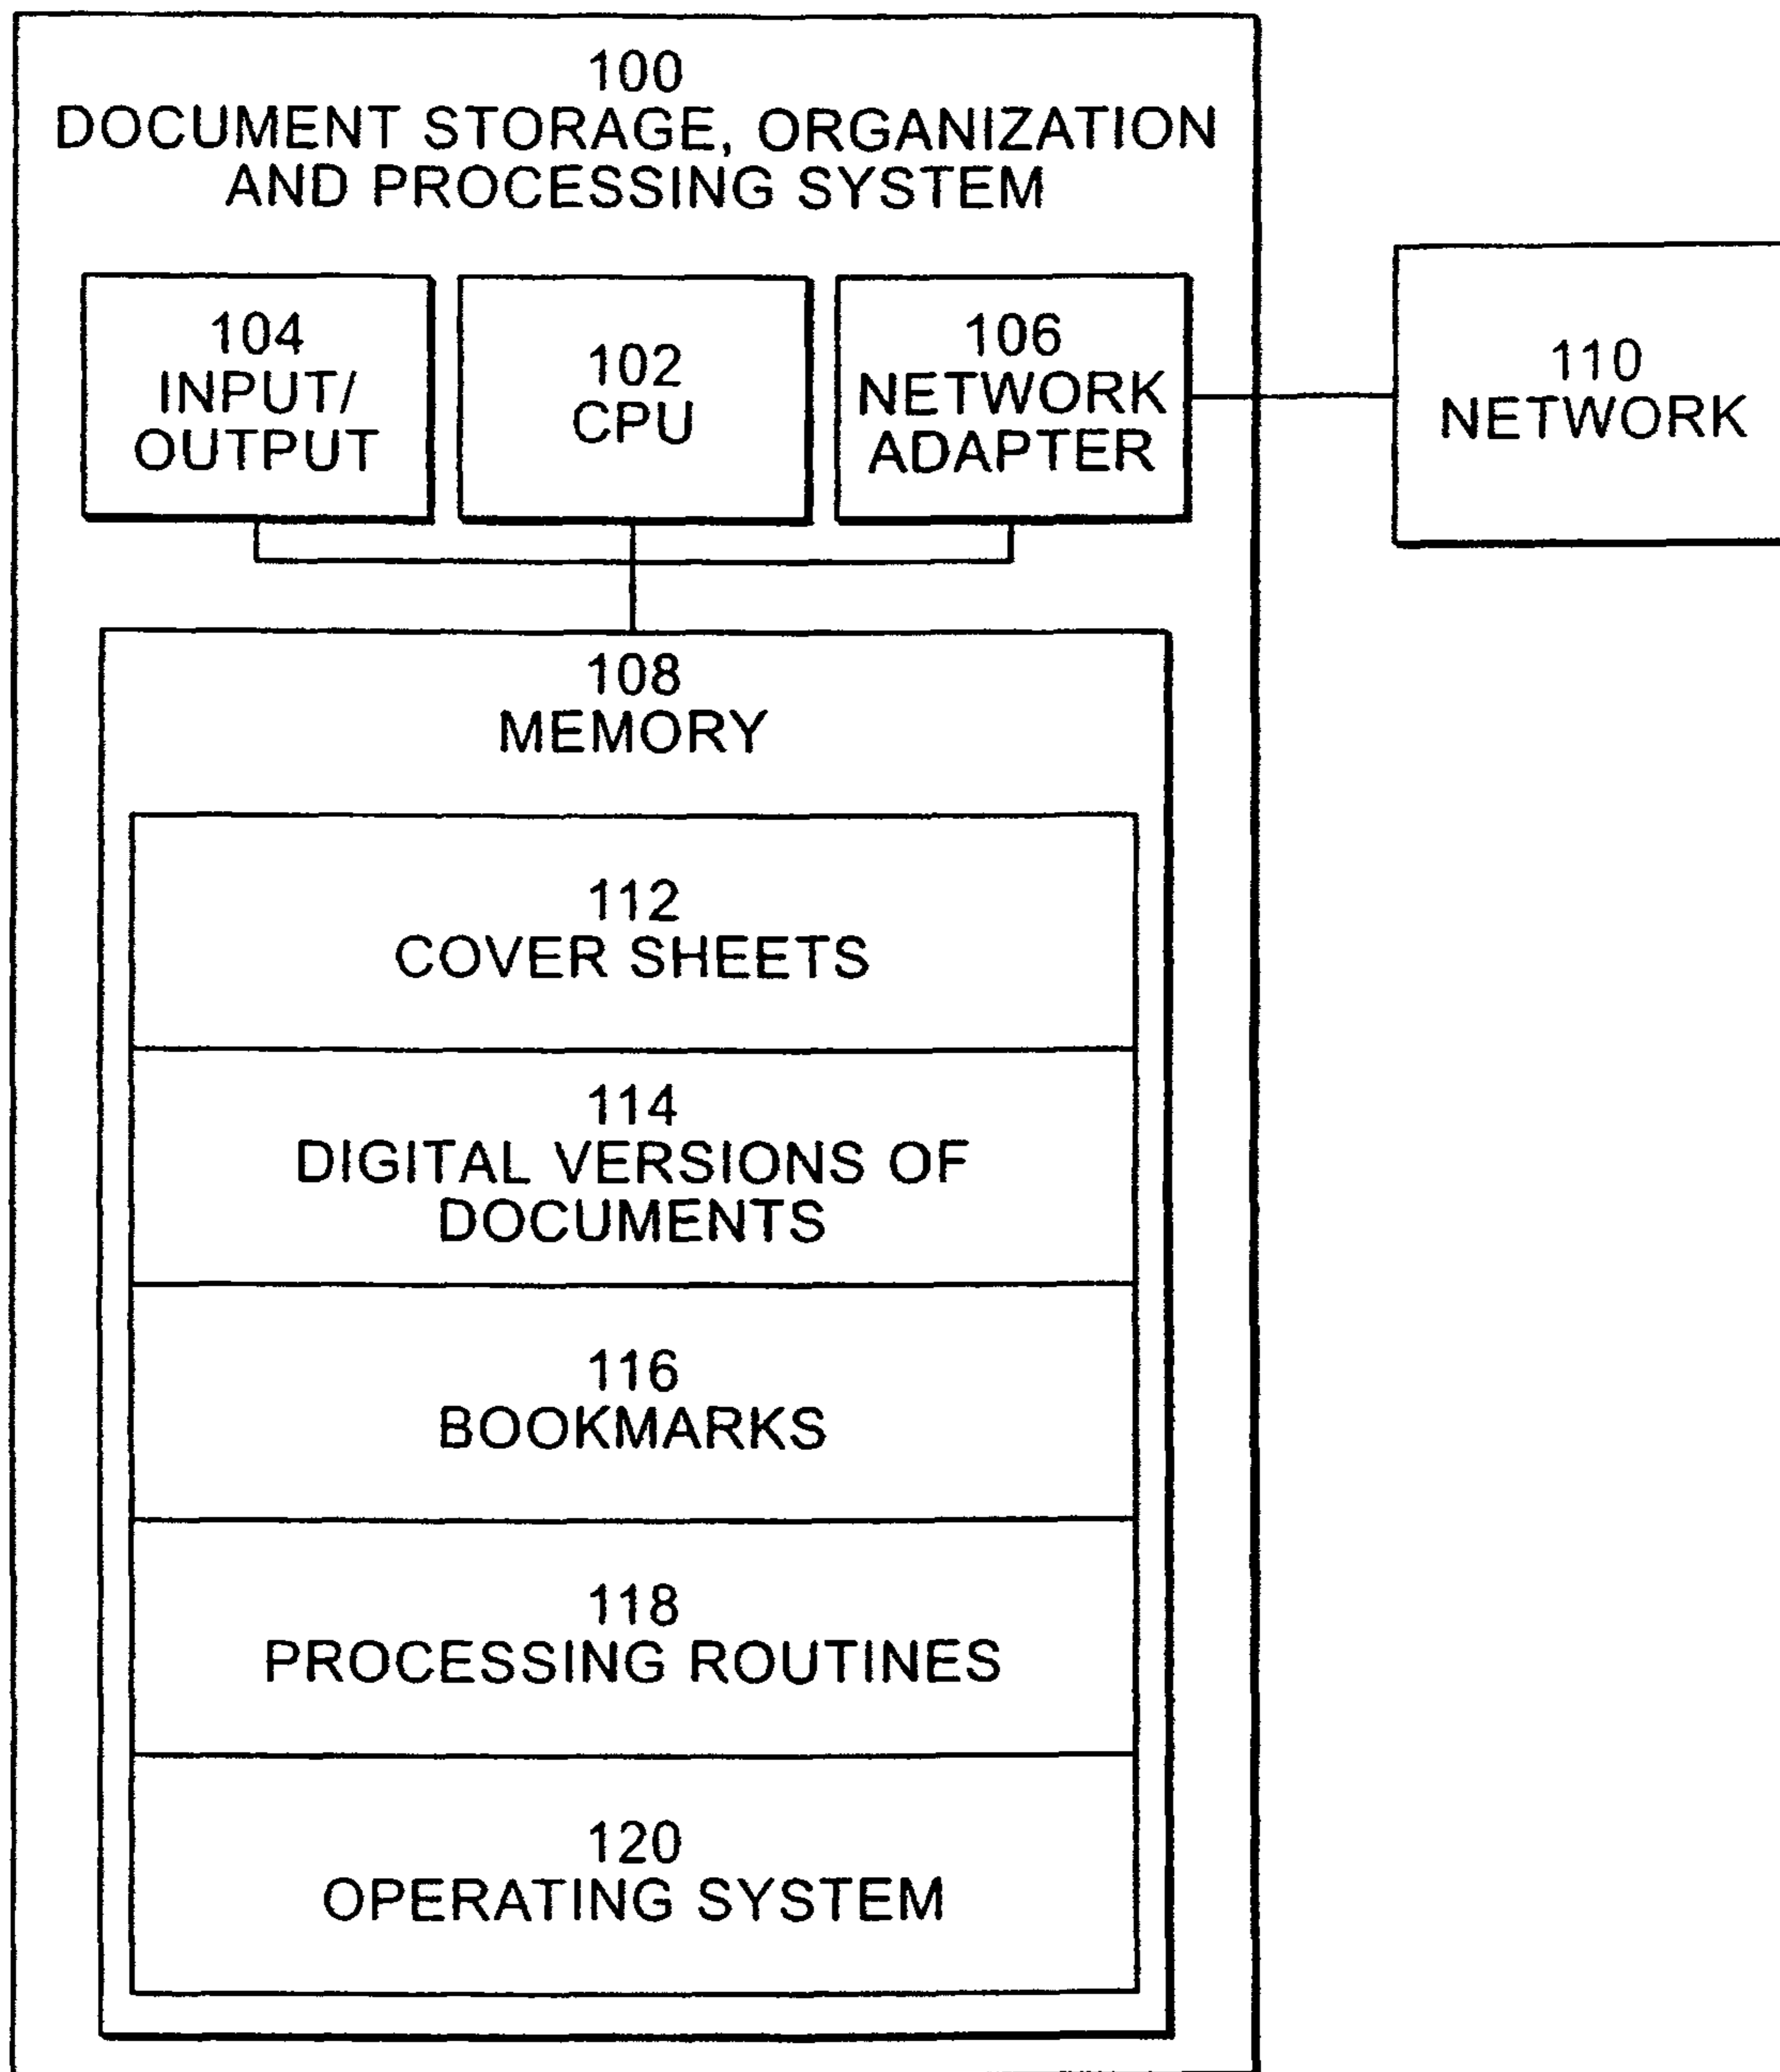 100
DOCUMENT STORAGE, ORGANIZATION
AND PROCESSING SYSTEM
104
INPUT/
OUTPUT
102
CPU
106
NETWORK
ADAPTER
110
NETWORK
108
MEMORY
112
COVER SHEETS
114
DIGITAL VERSIONS OF
DOCUMENTS
116
BOOKMARKS
118
PROCESSING ROUTINES
120
OPERATING SYSTEM